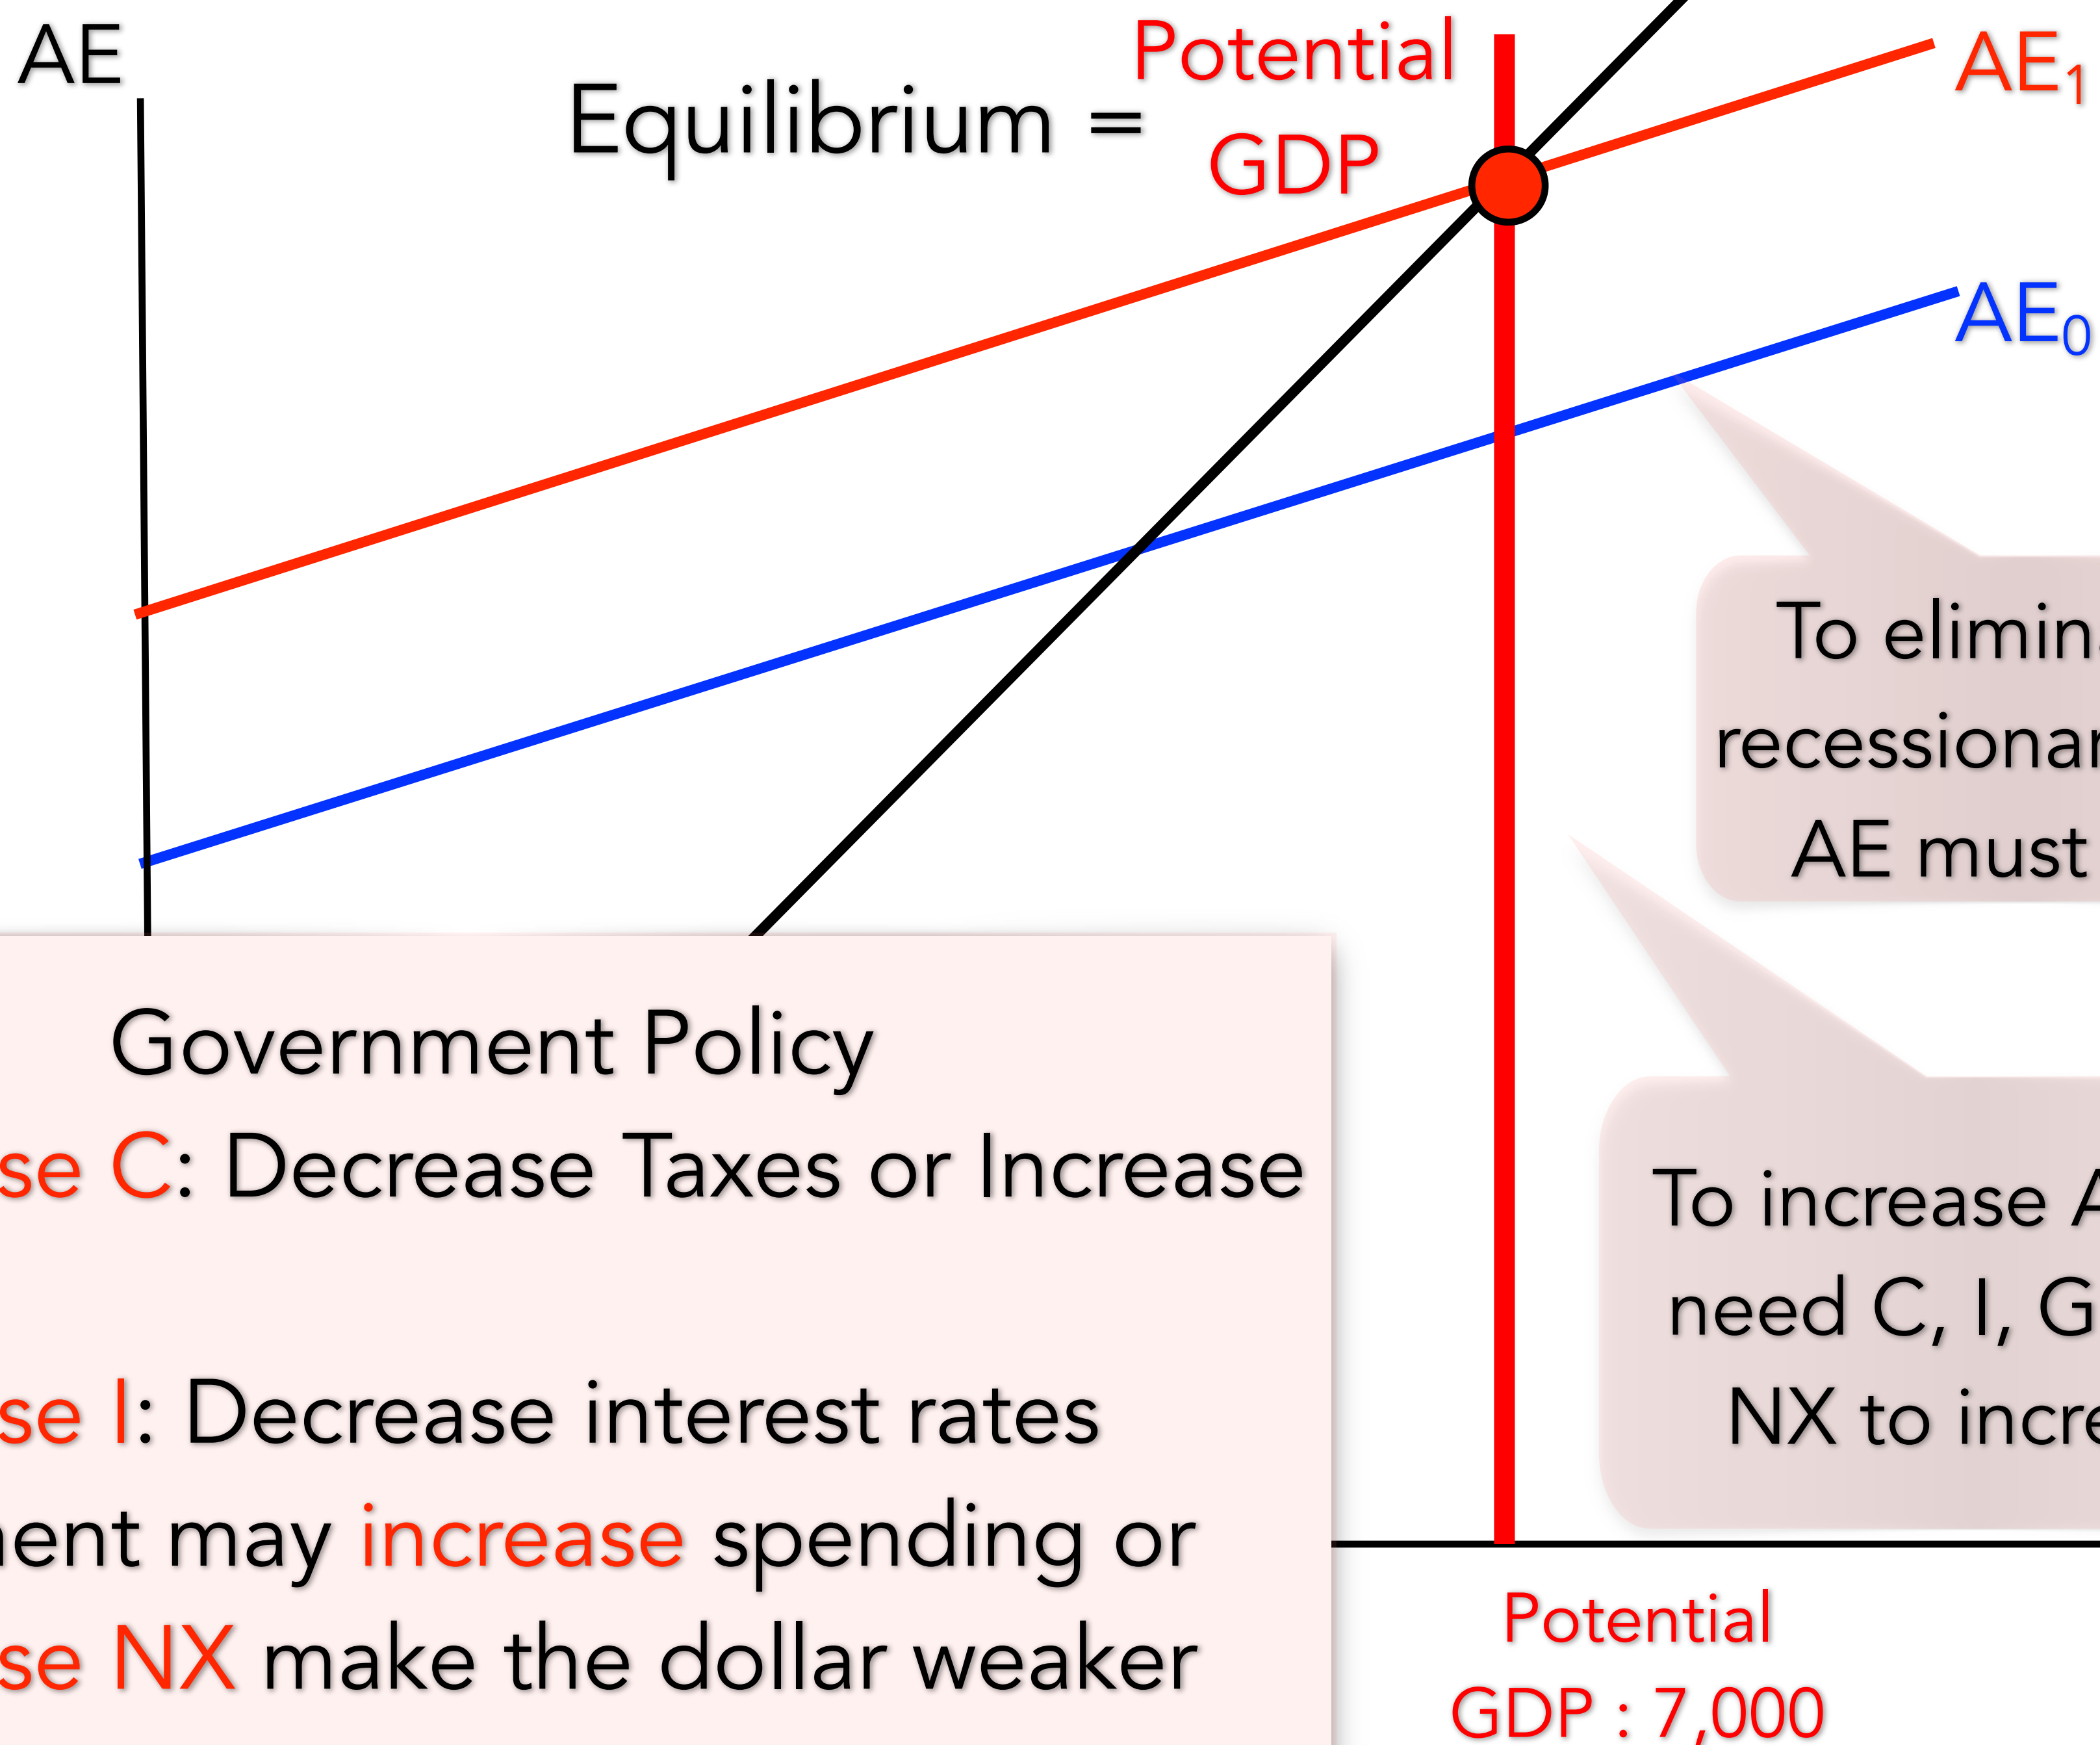 AE
Equilibrium =
Potential
GDP
AE1
AE0
To elimin
recessionar
AE must
Government Policy
se C: Decrease Taxes or Increase
se I: Decrease interest rates
ent may increase spending or
se NX make the dollar weaker
To increase A
need C, I, G
NX to incre
Potential
GDP : 7,000